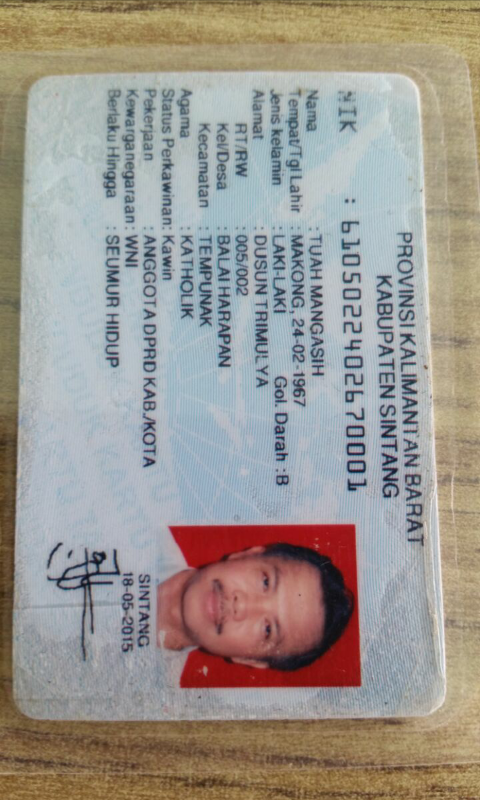 PROVINSI KALIMANTAN BARAT
KABUPATEN SINTANG
NIK : 6105022402670001
Nama : TUAH MANGASIH
Tempat/Tgl Lahir : MAKONG, 24-02-1967
Jenis kelamin : LAKI-LAKI Gol. Darah :B
Alamat : DUSUN TRIMULYA
RT/RW : 005/002
Kel/Desa : BALAI HARAPAN
Kecamatan : TEMPUNAK
Agama : KATHOLIK
Status Perkawinan: Kawin
Pekerjaan : ANGGOTA DPRD KAB./KOTA
Kewarganegaraan: WNI
Berlaku Hingga : SEUMUR HIDUP
SINTANG
18-05-2015